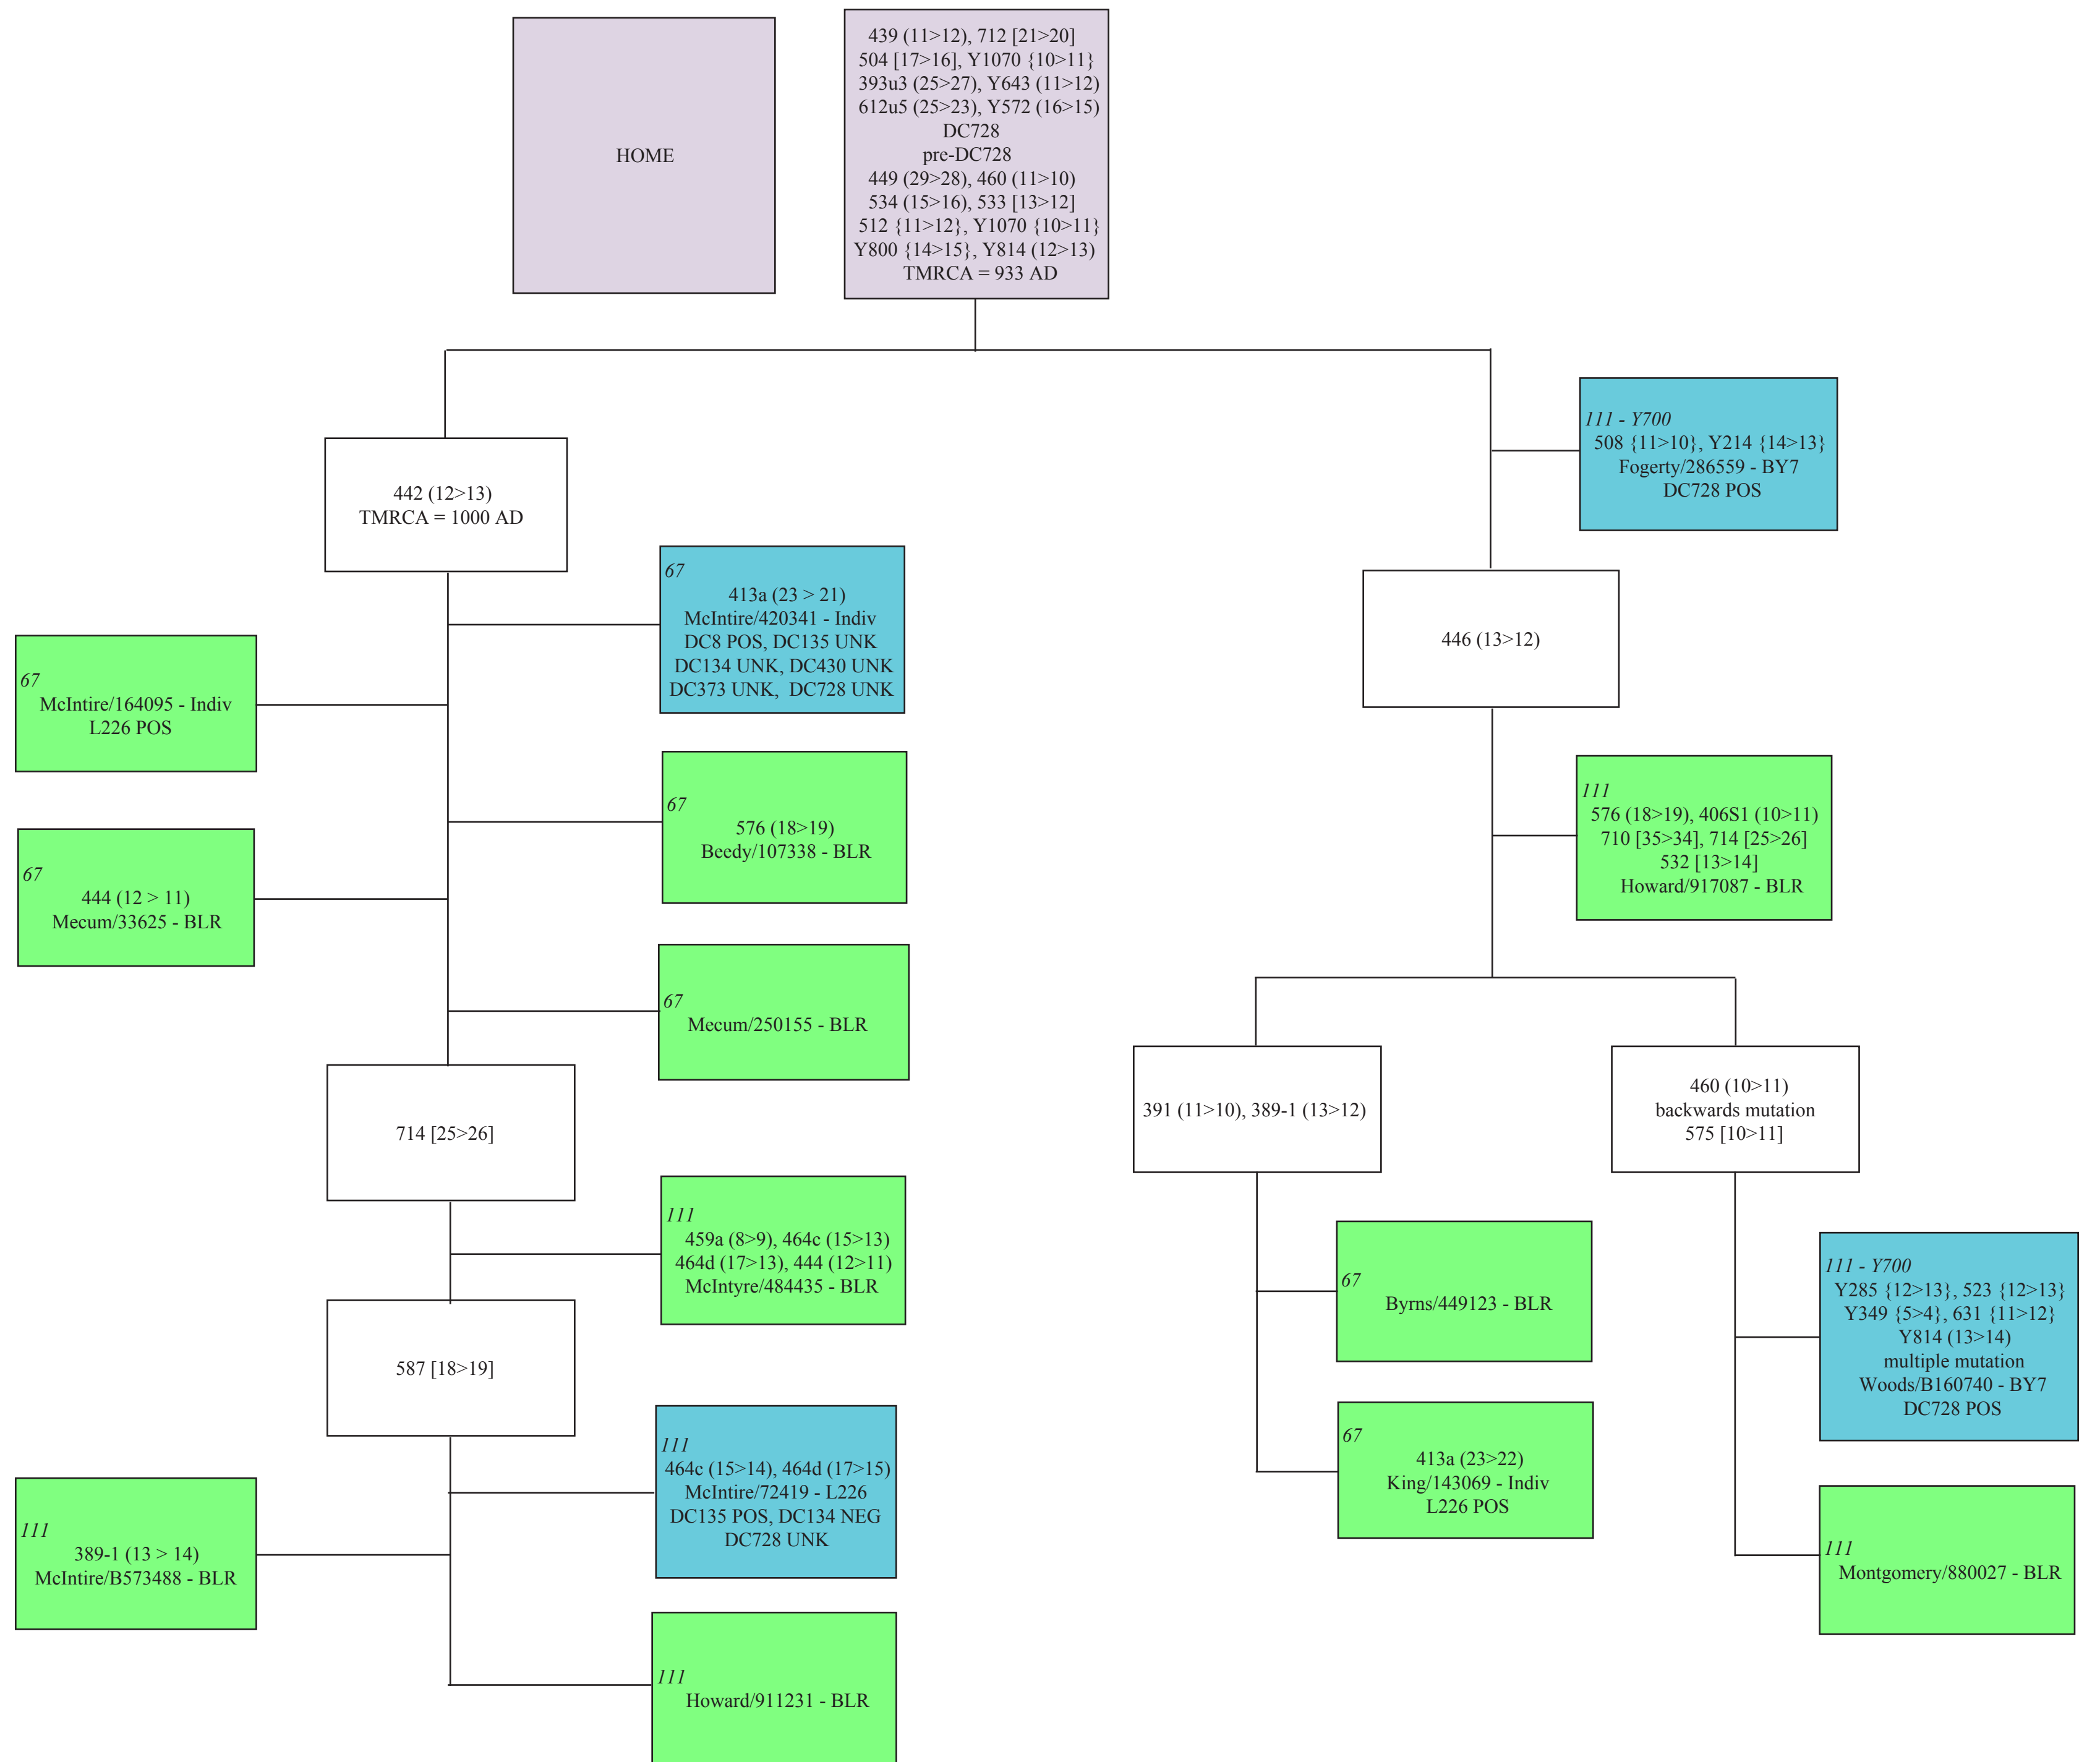 HOME
439 (11>12), 712 [21>20]
504 [17>16], Y1070 {10>11}
393u3 (25>27), Y643 (11>12)
612u5 (25>23), Y572 (16>15)
DC728
pre-DC728
449 (29>28), 460 (11>10)
534 (15>16), 533 [13>12]
512 {11>12}, Y1070 {10>11}
Y800 {14>15}, Y814 (12>13)
TMRCA = 933 AD
111 - Y700
508 {11>10}, Y214 {14>13}
Fogerty/286559 - BY7
DC728 POS
442 (12>13)
TMRCA = 1000 AD
67
413a (23 > 21)
McIntire/420341 - Indiv
DC8 POS, DC135 UNK
DC134 UNK, DC430 UNK
DC373 UNK, DC728 UNK
446 (13>12)
67
McIntire/164095 - Indiv
L226 POS
67
576 (18>19)
Beedy/107338 - BLR
111
576 (18>19), 406S1 (10>11)
710 [35>34], 714 [25>26]
532 [13>14]
Howard/917087 - BLR
67
444 (12 > 11)
Mecum/33625 - BLR
67
Mecum/250155 - BLR
714 [25>26]
391 (11>10), 389-1 (13>12)
460 (10>11)
backwards mutation
575 [10>11]
111
459a (8>9), 464c (15>13)
464d (17>13), 444 (12>11)
McIntyre/484435 - BLR
67
Byrns/449123 - BLR
111 - Y700
Y285 {12>13}, 523 {12>13}
Y349 {5>4}, 631 {11>12}
Y814 (13>14)
multiple mutation
Woods/B160740 - BY7
DC728 POS
587 [18>19]
111
464c (15>14), 464d (17>15)
McIntire/72419 - L226
DC135 POS, DC134 NEG
DC728 UNK
67
413a (23>22)
King/143069 - Indiv
L226 POS
111
389-1 (13 > 14)
McIntire/B573488 - BLR
111
Montgomery/880027 - BLR
111
Howard/911231 - BLR